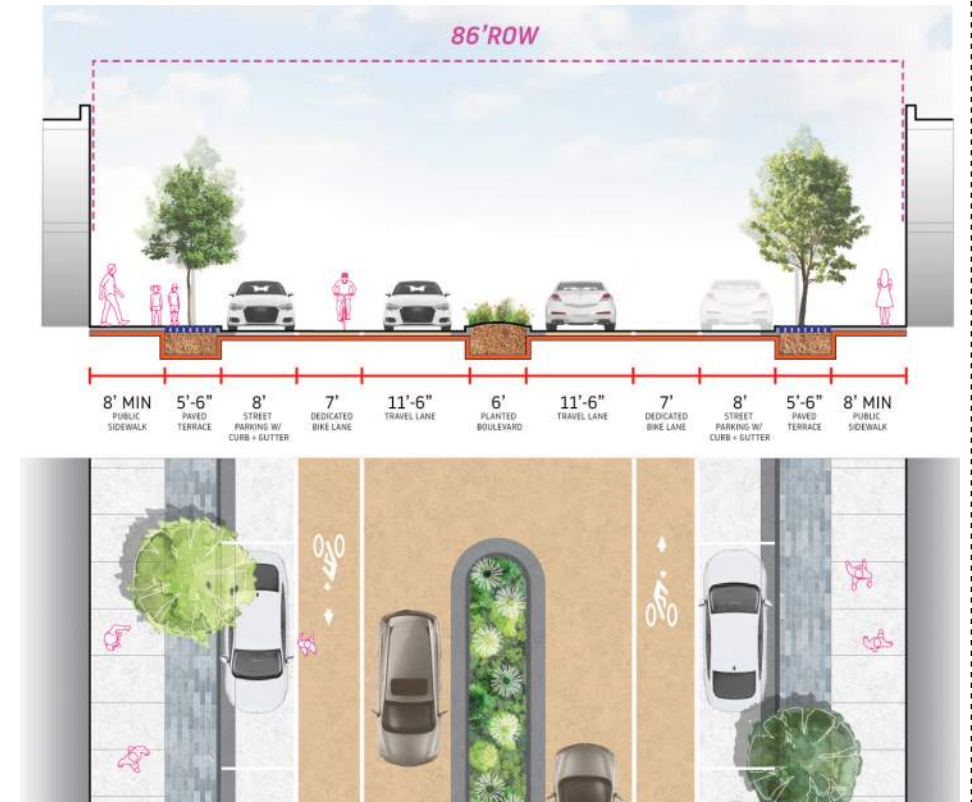 86'ROW
8' MIN
PUBLIC
SIDEWALK
5'-6"
PAVED
TERRACE
8'
STREET
PARKING W/
CURB + GUTTER
7'
DEDICATED
BIKE LANE
11'-6"
TRAVEL LANE
6'
PLANTED
BOULEVARD
11'-6"
TRAVEL LANE
7'
DEDICATED
BIKE LANE
8'
STREET
PARKING W/
CURB + GUTTER
5'-6"
PAVED
TERRACE
8' MIN
PUBLIC
SIDEWALK